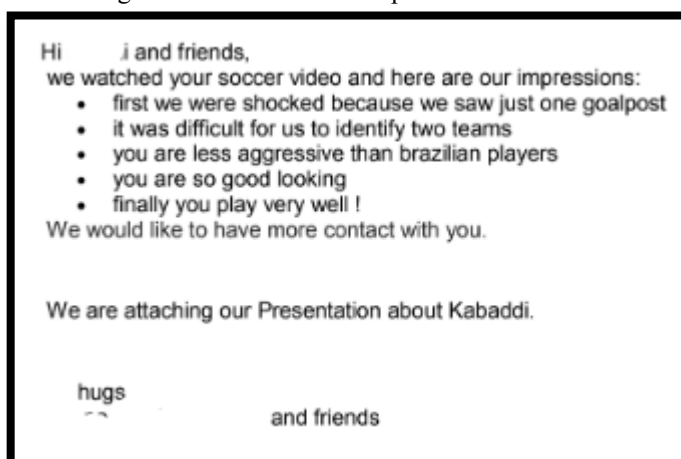 Hi i and friends,
we watched your soccer video and here are our impressions:
• first we were shocked because we saw just one goalpost
• it was difficult for us to identify two teams
• you are less aggressive than brazilian players
• you are so good looking
• finally you play very well !
We would like to have more contact with you.
We are attaching our Presentation about Kabaddi.
hugs
and friends